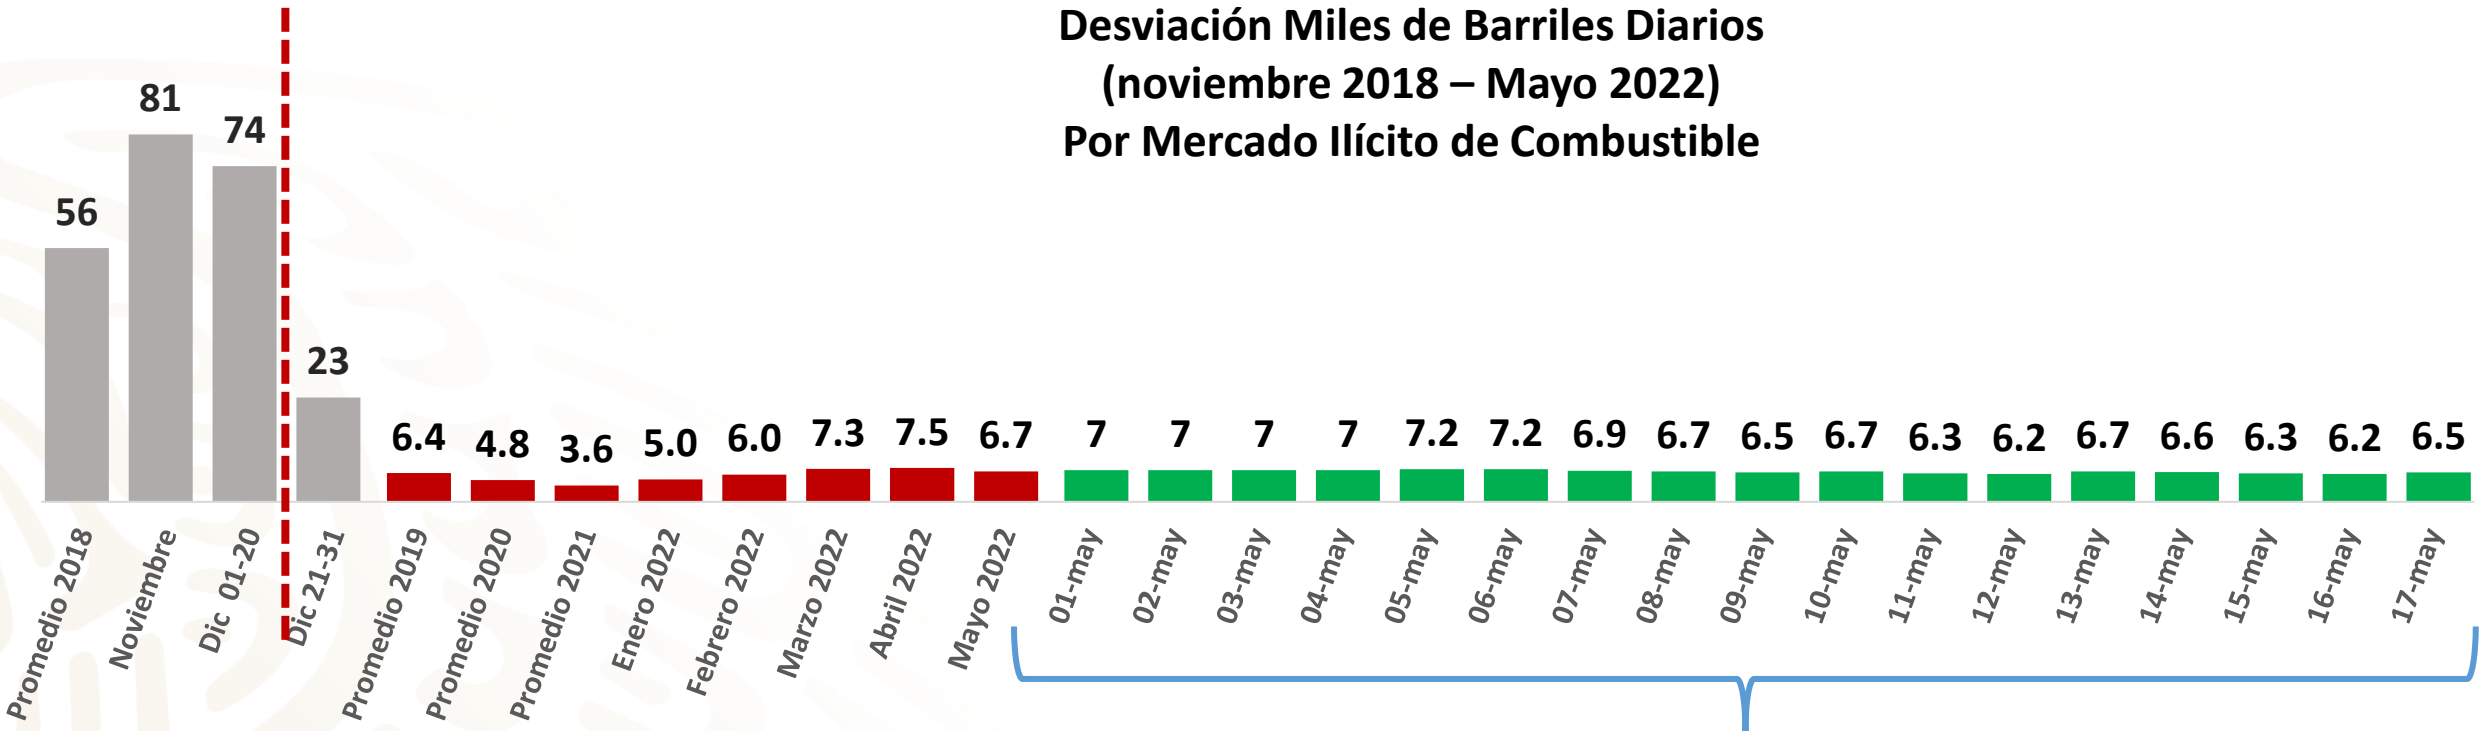 Desviación Miles de Barriles Diarios
(noviembre 2018 – Mayo 2022)
Por Mercado Ilícito de Combustible
56
81
74
23
6.4
4.8
3.6
5.0
6.0
7.3
7.5
6.7
7
7
7
7
7.2
7.2
6.9
6.7
6.5
6.7
6.3
6.2
6.7
6.6
6.3
6.2
6.5
Promedio 2018
Noviembre
Dic 01-20
Dic 21-31
Promedio 2019
Promedio 2020
Promedio 2021
Enero 2022
Febrero 2022
Marzo 2022
Abril 2022
Mayo 2022
01-may
02-may
03-may
04-may
05-may
06-may
07-may
08-may
09-may
10-may
11-may
12-may
13-may
14-may
15-may
16-may
17-may